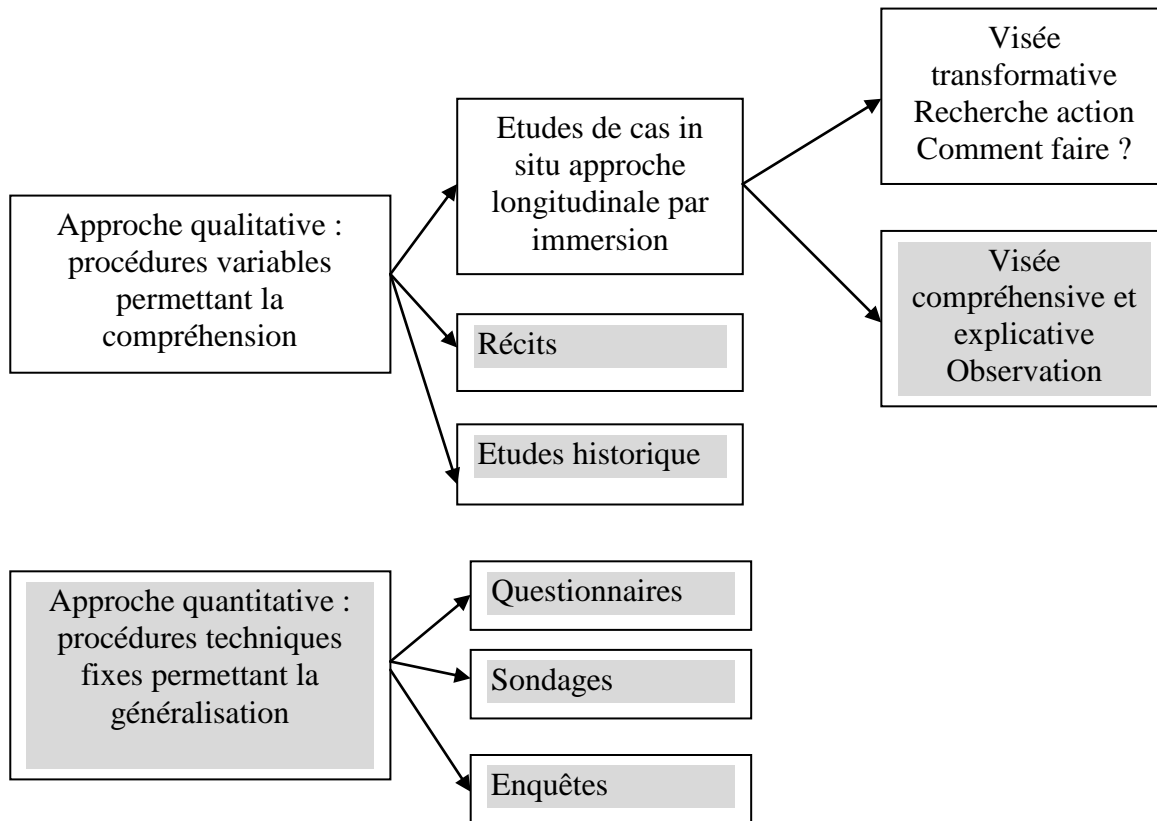 Approche qualitative :
procédures variables
permettant la
compréhension
Etudes de cas in
situ approche
longitudinale par
immersion
Récits
Etudes historique
Visée
transformative
Recherche action
Comment faire ?
Visée
compréhensive et
explicative
Observation
Approche quantitative :
procédures techniques
fixes permettant la
généralisation
Questionnaires
Sondages
Enquêtes